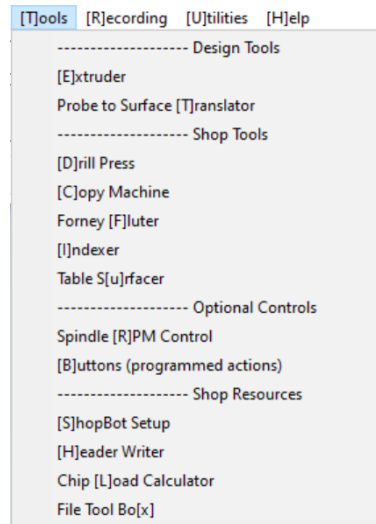 [T]ools [R]ecording [U]tilities [H]elp
-------------------- Design Tools
[E]xtruder
Probe to Surface [T]ranslator
-------------------- Shop Tools
[D]rill Press
[C]opy Machine
Forney [F]luter
[I]ndexer
Table S[u]rfacer
-------------------- Optional Controls
Spindle [R]PM Control
[B]uttons (programmed actions)
-------------------- Shop Resources
[S]hopBot Setup
[H]eader Writer
Chip [L]oad Calculator
File Tool Bo[x]